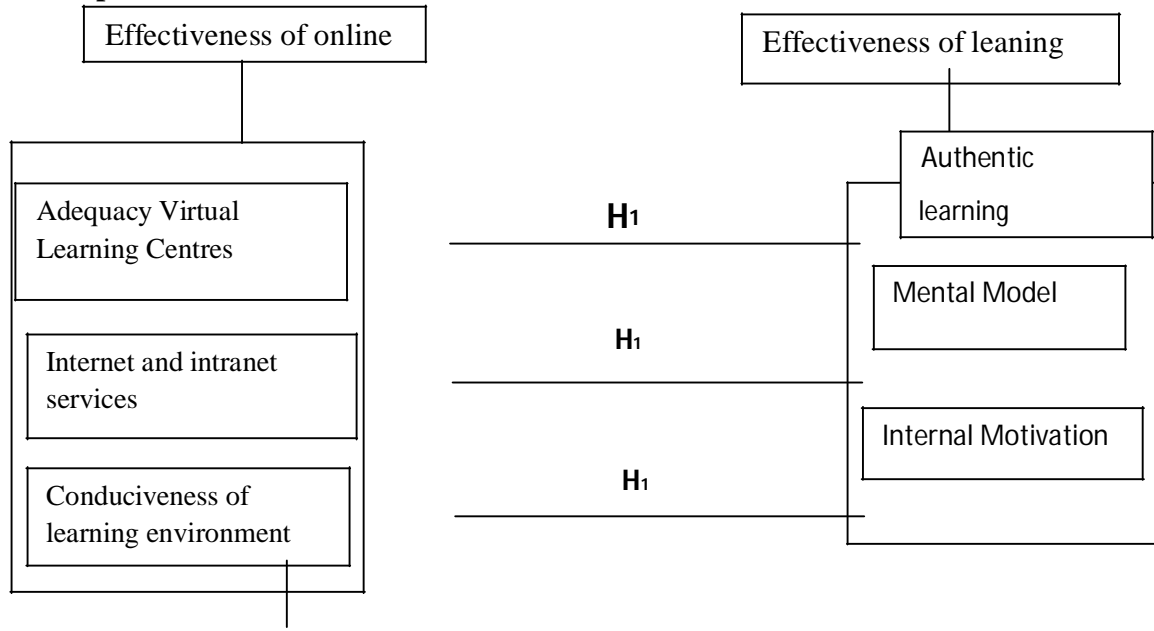 Effectiveness of online
Effectiveness of leaning
Adequacy Virtual
Learning Centres
Internet and intranet
services
Conduciveness of
learning environment
H1
H1
H1
Authentic
learning
Mental Model
Internal Motivation